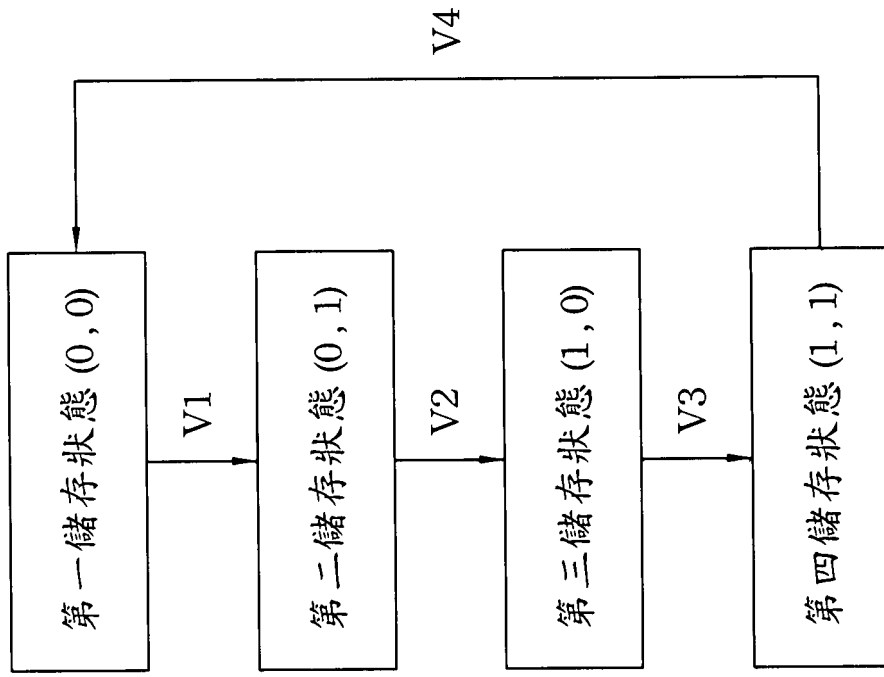 第一儲存狀態(0,0)
V1
第二儲存狀態(0,1)
V2
第三儲存狀態(1,0)
V3
第四儲存狀態(1,1)
V4